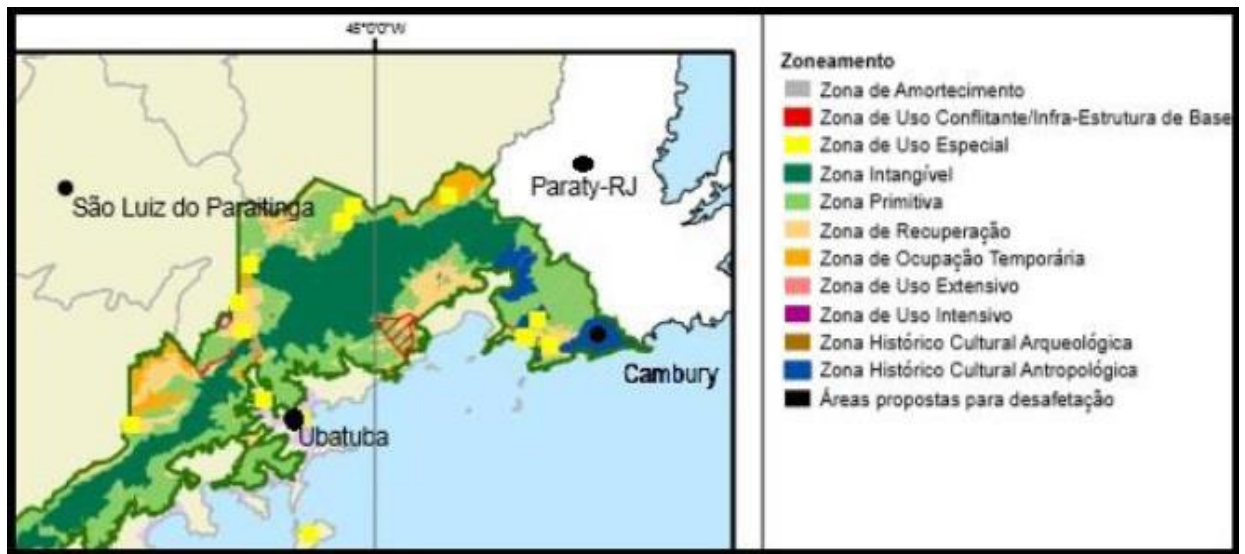 45°0'0"W
São Luiz do Paraitinga
Paraty-RJ
Cambury
Ubatuba
Zoneamento
Zona de Amortecimento
Zona de Uso Conflitante/Infra-Estrutura de Base
Zona de Uso Especial
Zona Intangível
Zona Primitiva
Zona de Recuperação
Zona de Ocupação Temporária
Zona de Uso Extensivo
Zona de Uso Intensivo
Zona Histórico Cultural Arqueológica
Zona Histórico Cultural Antropológica
Áreas propostas para desafetação